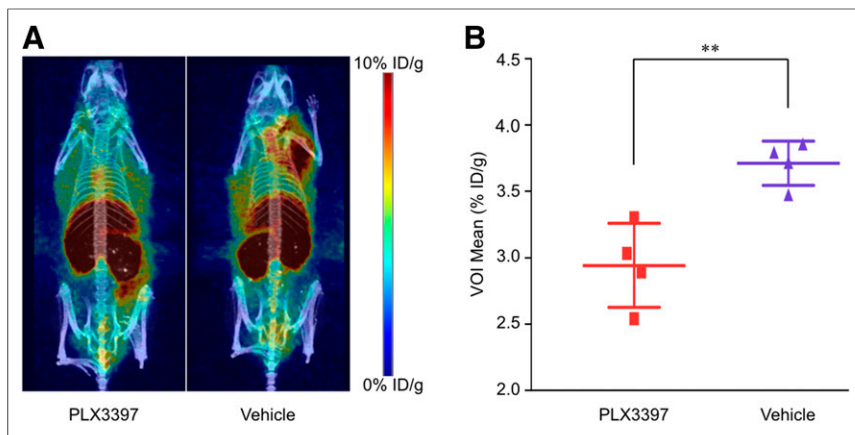 A
10% ID/g
0% ID/g
PLX3397
Vehicle
B
**
4.5
4.0
3.5
3.0
2.5
2.0
VOI Mean (% ID/g)
PLX3397
Vehicle